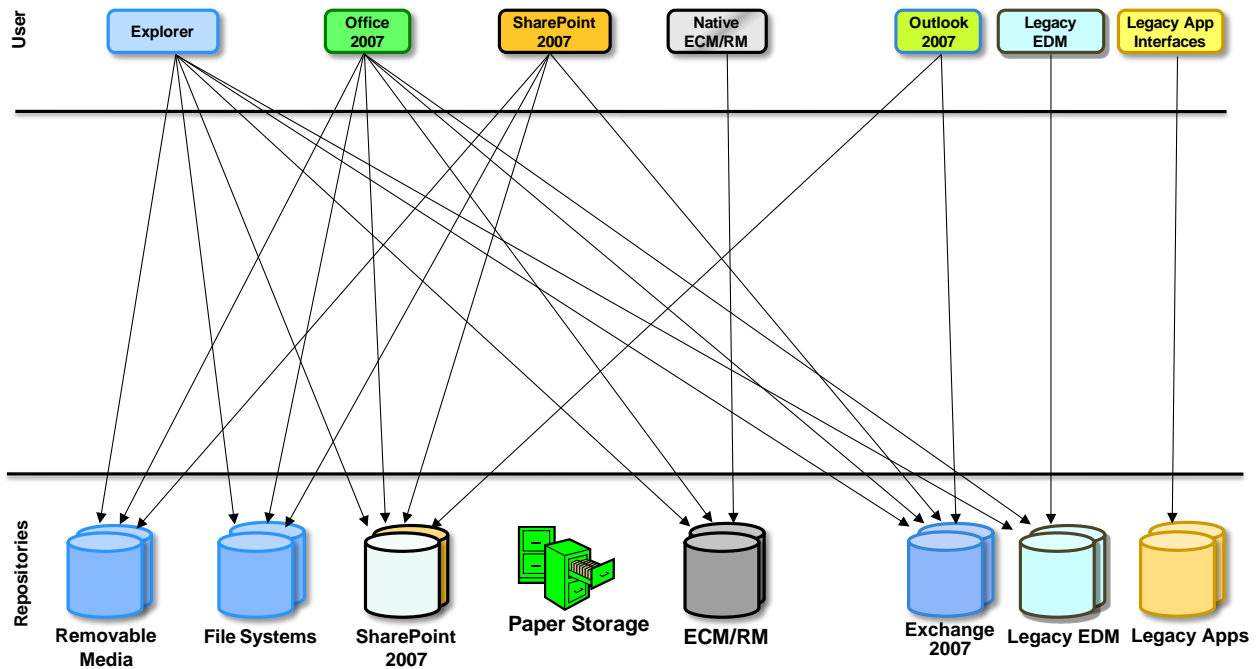 User
Explorer
Office
2007
SharePoint
2007
Native
ECM/RM
Outlook
2007
Legacy
EDM
Legacy App
Interfaces
Repositories
Removable
Media
File Systems
SharePoint
2007
Paper Storage
ECM/RM
Exchange
2007
Legacy EDM
Legacy Apps